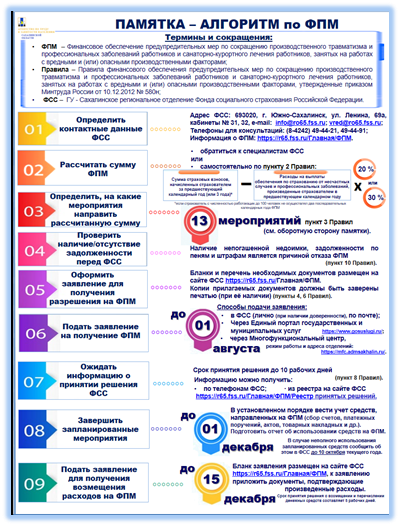 ПАМЯТКА – АЛГОРИТМ по ФПМ
Термины и сокращения:
• ФПМ – Финансовое обеспечение предупредительных мер по сокращению производственного травматизма и
профессиональных заболеваний работников и санаторно-курортного лечения работников, занятых на работах
с вредными и (или) опасными производственными факторами;
• Правила – Правила финансового обеспечения предупредительных мер по сокращению производственного
травматизма и профессиональных заболеваний работников и санаторно-курортного лечения работников,
занятых на работах с вредными и (или) опасными производственными факторами, утвержденные приказом
Минтруда России от 10.12.2012 № 580н;
• ФСС – ГУ - Сахалинское региональное отделение Фонда социального страхования Российской Федерации.
01
Определить
контактные данные
ФСС
Адрес ФСС: 693020, г. Южно-Сахалинск, ул. Ленина, 69а,
кабинеты № 31, 32, e-mail: info@ro65.fss.ru; vred@ro65.fss.ru;
Телефоны для консультации: (8-4242) 49-44-21, 49-44-91;
Информация о ФПМ: https://r65.fss.ru/Главная/ФПМ.
02
Рассчитать сумму
ФПМ
• обратиться к специалистам ФСС
или
• самостоятельно по пункту 2 Правил:
Сумма страховых взносов,
начисленных страхователем
за предшествующий
календарный год (или 3 года)*
—
Расходы на выплаты
обеспечения по страхованию от несчастных
случаев и профессиональных заболеваний,
произведенных страхователем в
предшествующем календарном году
X
20 %
или
30 %
03
Определить, на какие
мероприятия
направить
рассчитанную сумму
13 мероприятий пункт 3 Правил
(см. оборотную сторону памятки).
04
Проверить
наличие/отсутствие
задолженности
перед ФСС
Наличие непогашенной недоимки, задолженности по
пеням и штрафам является причиной отказа ФПМ
(пункт 10 Правил).
05
Оформить
заявление для
получения
разрешения на ФПМ
Бланки и перечень необходимых документов размещен на
сайте ФСС https://r65.fss.ru/Главная/ФПМ.
Копии прилагаемых документов должны быть заверены
печатью (при её наличии) (пункты 4, 6 Правил).
06
Подать заявление
на получение ФПМ
до
01
августа
Способы подачи заявления:
• в ФСС (лично (при наличии доверенности), по почте);
• Через Единый портал государственных и
муниципальных услуг https://www.gosuslugi.ru/;
• через Многофункциональный Центр,
режим работы и адреса отделений:
https://mfc.admsakhalin.ru/.
07
Ожидать
информацию о
принятии решения
ФСС
Срок принятия решения до 10 рабочих дней
(пункт 8 Правил).
Информацию можно получить:
• по телефонам ФСС; · из реестра на сайте ФСС
https://r65.fss.ru/Главная/ФПМ/Реестр принятых решений.
08
Завершить
запланированные
мероприятия
до
01
декабря
В установленном порядке вести учет средств,
направленных на ФПМ (сбор счетов, платежных
поручений, актов, товарных накладных и др.).
Подготовить отчет об использовании средств на ФПМ.
В случае неполного использования
запланированных средств сообщить об
этом в ФСС до 10 октября текущего года.
09
Подать заявление
для получения
возмещения
расходов на ФПМ
до
15
декабря
Бланк заявления размещен на сайте ФСС
https://r65.fss.ru/Главная/ФПМ, к заявлению
приложить документы, подтверждающие
произведенные расходы.
Срок принятия решения о возмещении и перечислении
денежных средств составляет 5 рабочих дней.